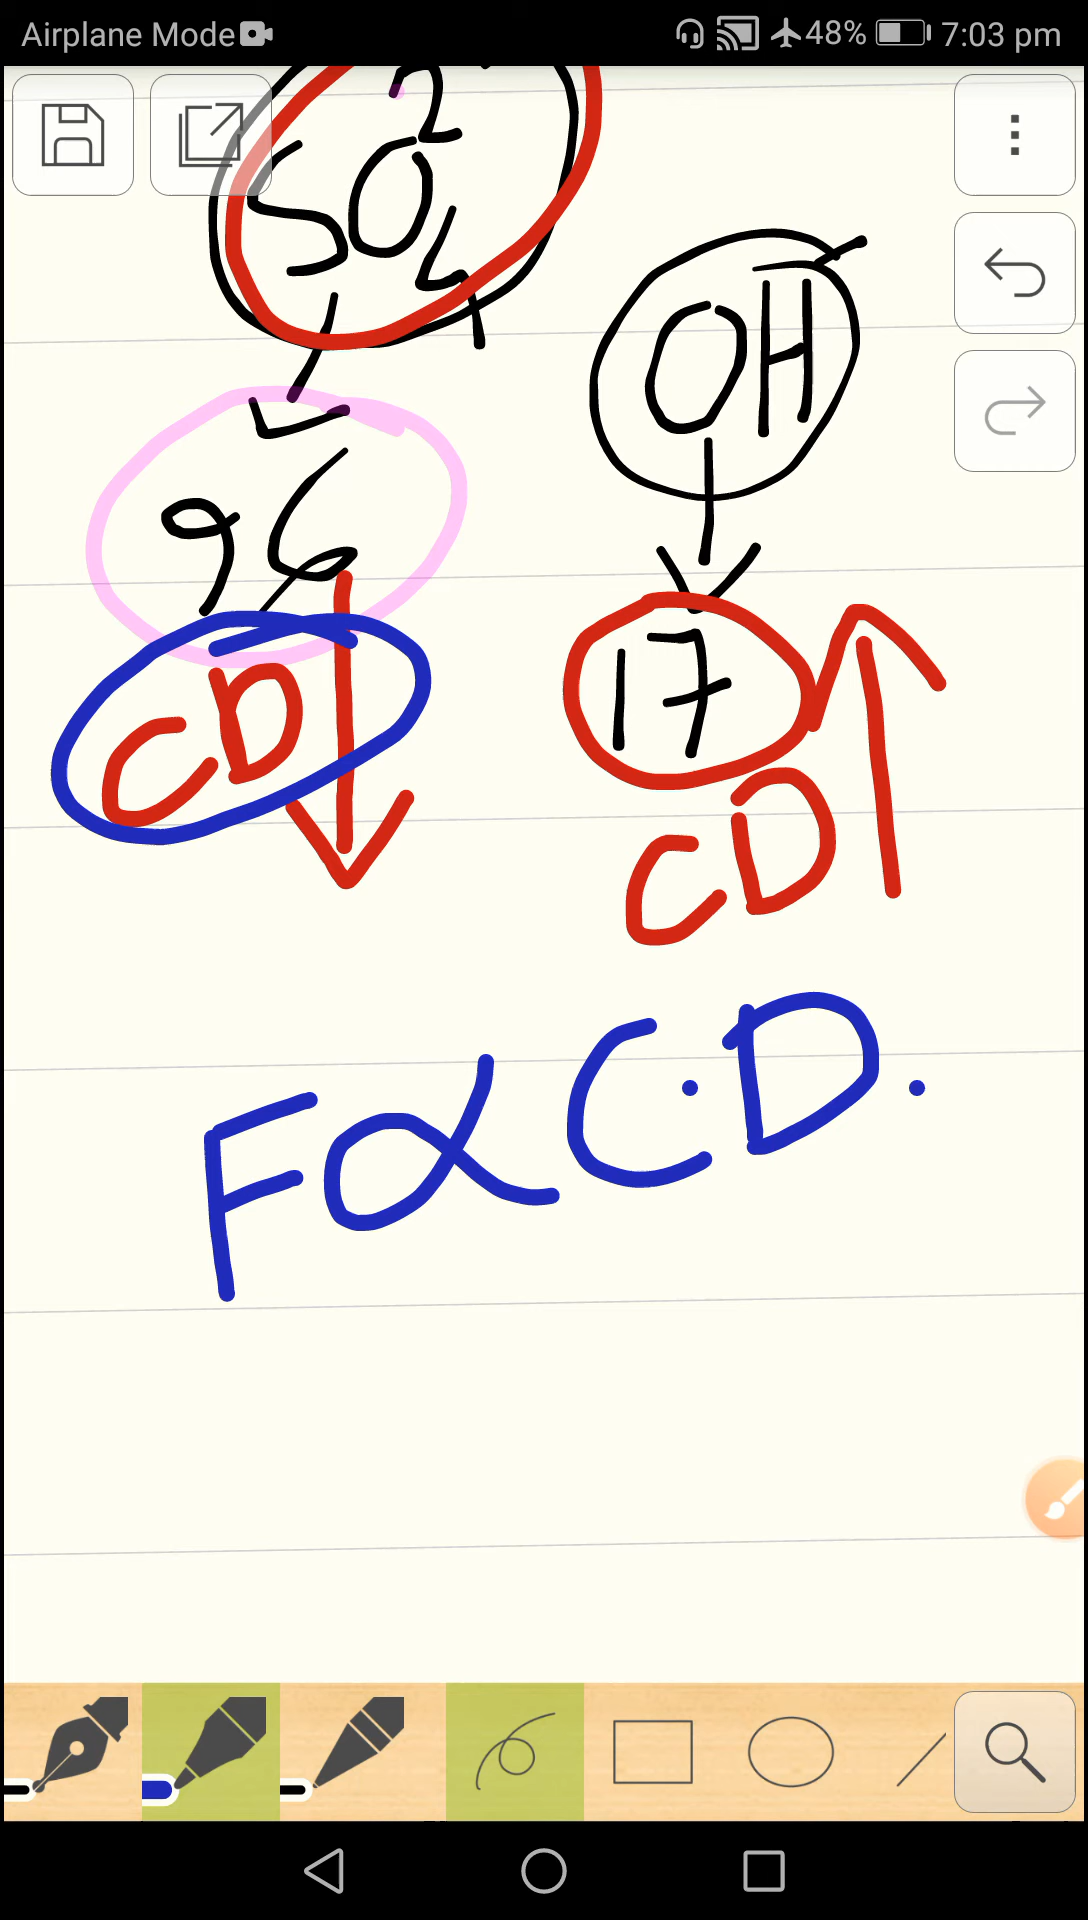 Airplane Mode 48% 7:03 pm
SO4 2
OH-
96
17
CD
CD
F∝C.D.